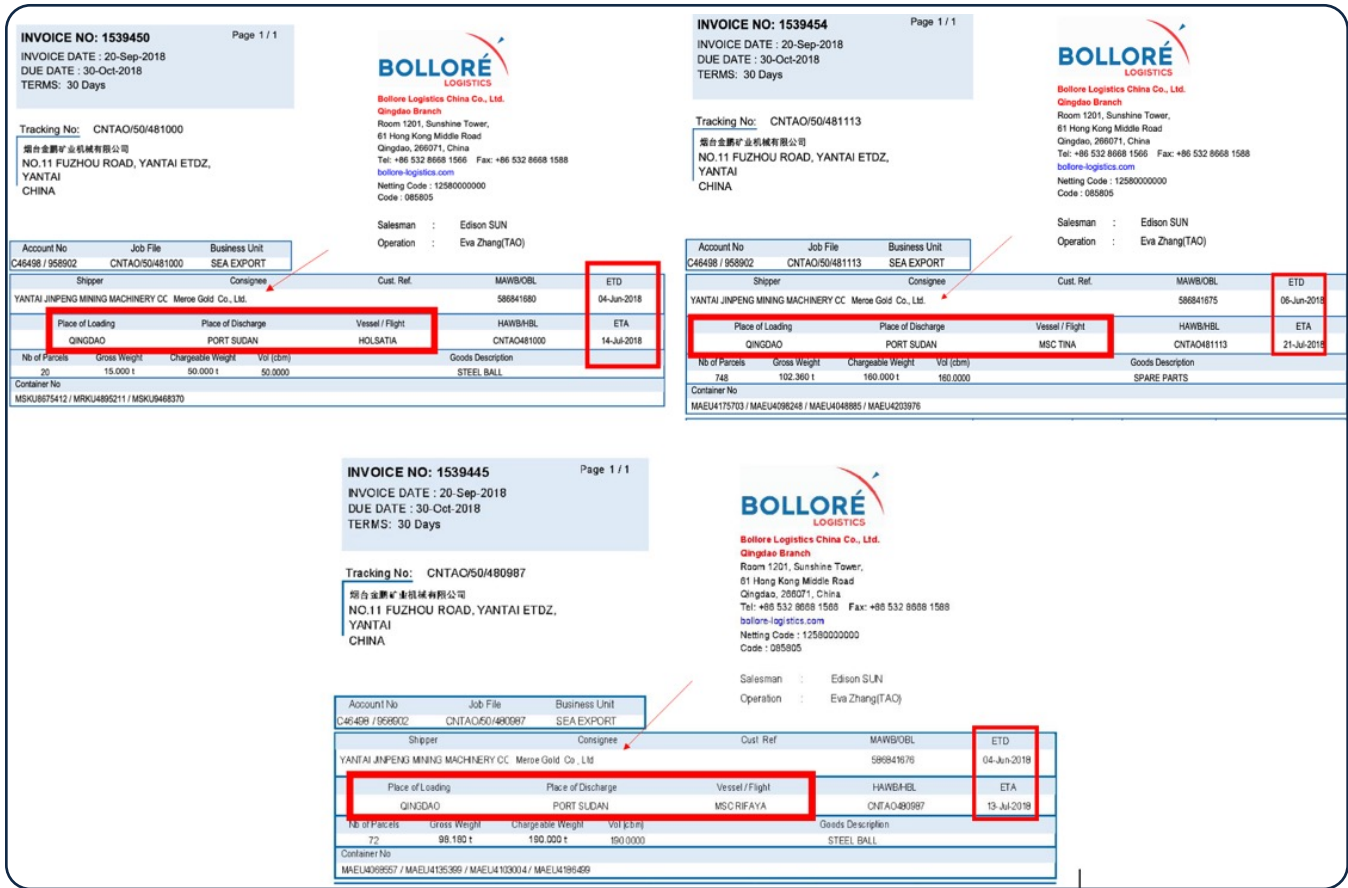 INVOICE NO: 1539450 Page 1 / 1
INVOICE DATE : 20-Sep-2018
DUE DATE : 30-Oct-2018
TERMS: 30 Days
BOLLORÉ
LOGISTICS
Bollore Logistics China Co., Ltd.
Qingdao Branch
Room 1201, Sunshine Tower,
61 Hong Kong Middle Road
Qingdao, 266071, China
Tel: +86 532 8668 1566 Fax: +86 532 8668 1588
bollore-logistics.com
Netting Code : 12580000000
Code : 085805
Tracking No: CNTAO/50/481000
烟台金鹏矿业机械有限公司
NO.11 FUZHOU ROAD, YANTAI ETDZ,
YANTAI
CHINA
Salesman : Edison SUN
Operation : Eva Zhang(TAO)
Account No Job File Business Unit
C46498 / 958902 CNTAO/50/481000 SEA EXPORT
Shipper Consignee Cust. Ref. MAWB/OBL ETD
YANTAI JINPENG MINING MACHINERY CC Meroe Gold Co., Ltd. 586841680 04-Jun-2018
Place of Loading Place of Discharge Vessel / Flight HAWB/HBL ETA
QINGDAO PORT SUDAN HOLSATIA CNTAO481000 14-Jul-2018
Nb of Parcels Gross Weight Chargeable Weight Vol (cbm) Goods Description
20 15.000 t 50.000 t 50.0000 STEEL BALL
Container No
MSKU8675412 / MRKU4895211 / MSKU9468370
INVOICE NO: 1539454 Page 1 / 1
INVOICE DATE : 20-Sep-2018
DUE DATE : 30-Oct-2018
TERMS: 30 Days
BOLLORÉ
LOGISTICS
Bollore Logistics China Co., Ltd.
Qingdao Branch
Room 1201, Sunshine Tower,
61 Hong Kong Middle Road
Qingdao, 266071, China
Tel: +86 532 8668 1566 Fax: +86 532 8668 1588
bollore-logistics.com
Netting Code : 12580000000
Code : 085805
Tracking No: CNTAO/50/481113
烟台金鹏矿业机械有限公司
NO.11 FUZHOU ROAD, YANTAI ETDZ,
YANTAI
CHINA
Salesman : Edison SUN
Operation : Eva Zhang(TAO)
Account No Job File Business Unit
C46498 / 958902 CNTAO/50/481113 SEA EXPORT
Shipper Consignee Cust. Ref. MAWB/OBL ETD
YANTAI JINPENG MINING MACHINERY CC Meroe Gold Co., Ltd. 586841675 06-Jun-2018
Place of Loading Place of Discharge Vessel / Flight HAWB/HBL ETA
QINGDAO PORT SUDAN MSC TINA CNTAO481113 21-Jul-2018
Nb of Parcels Gross Weight Chargeable Weight Vol (cbm) Goods Description
748 102.360 t 160.000 t 160.0000 SPARE PARTS
Container No
MAEU4175703 / MAEU4098248 / MAEU4048885 / MAEU4203976
INVOICE NO: 1539445 Page 1 / 1
INVOICE DATE : 20-Sep-2018
DUE DATE : 30-Oct-2018
TERMS: 30 Days
BOLLORÉ
LOGISTICS
Bollore Logistics China Co., Ltd.
Qingdao Branch
Room 1201, Sunshine Tower,
61 Hong Kong Middle Road
Qingdao, 266071, China
Tel: +86 532 8668 1566 Fax: +86 532 8668 1588
bollore-logistics.com
Netting Code : 12580000000
Code : 085805
Tracking No: CNTAO/50/480987
烟台金鹏矿业机械有限公司
NO.11 FUZHOU ROAD, YANTAI ETDZ,
YANTAI
CHINA
Salesman : Edison SUN
Operation : Eva Zhang(TAO)
Account No Job File Business Unit
C46498 / 958902 CNTAO/50/480987 SEA EXPORT
Shipper Consignee Cust. Ref MAWB/OBL ETD
YANTAI JINPENG MINING MACHINERY CC Meroe Gold Co., Ltd 586841676 04-Jun-2018
Place of Loading Place of Discharge Vessel / Flight HAWB/HBL ETA
QINGDAO PORT SUDAN MSC RIFAYA CNTAO480987 13-Jul-2018
Nb of Parcels Gross Weight Chargeable Weight Vol (cbm) Goods Description
72 98.180 t 190.000 t 190.0000 STEEL BALL
Container No
MAEU4068557 / MAEU4135399 / MAEU4103004 / MAEU4186499